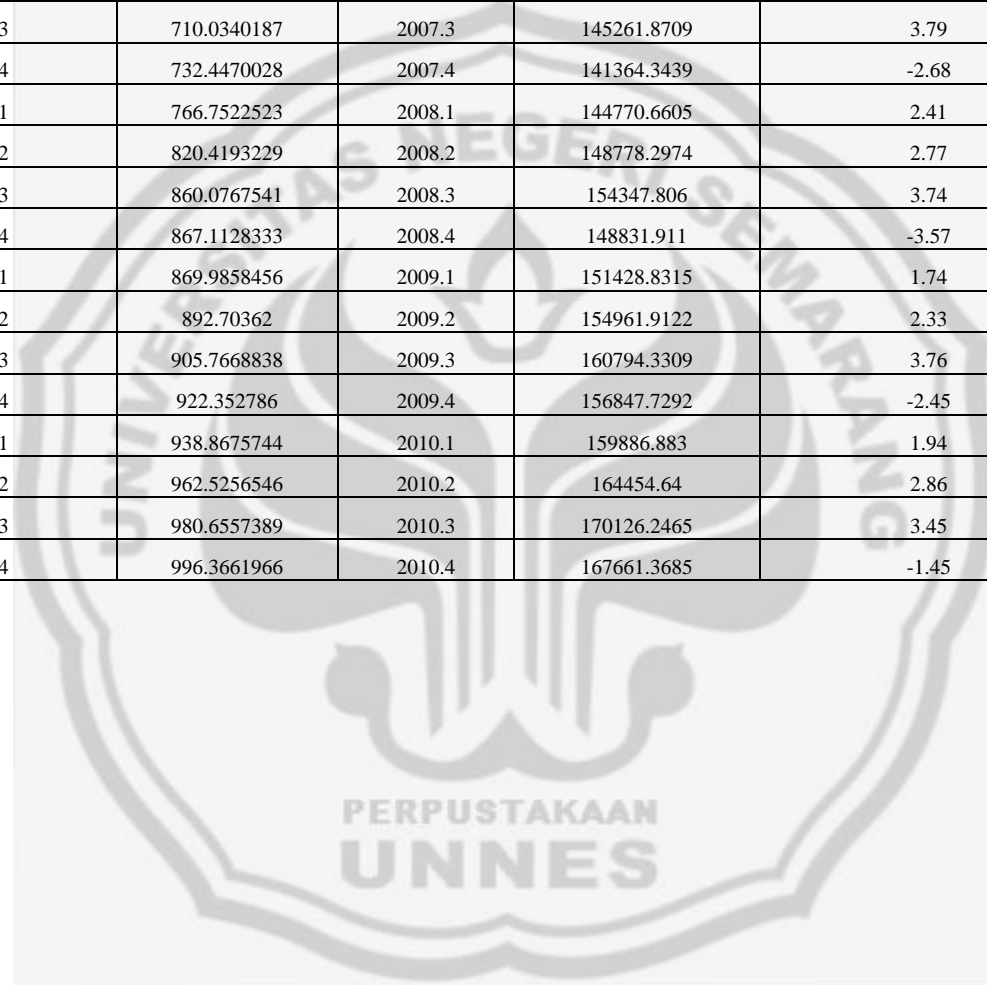 3 710.0340187 2007.3 145261.8709 3.79
4 732.4470028 2007.4 141364.3439 -2.68
1 766.7522523 2008.1 144770.6605 2.41
2 820.4193229 2008.2 148778.2974 2.77
3 860.0767541 2008.3 154347.806 3.74
4 867.1128333 2008.4 148831.911 -3.57
1 869.9858456 2009.1 151428.8315 1.74
2 892.70362 2009.2 154961.9122 2.33
3 905.7668838 2009.3 160794.3309 3.76
4 922.352786 2009.4 156847.7292 -2.45
1 938.8675744 2010.1 159886.883 1.94
2 962.5256546 2010.2 164454.64 2.86
3 980.6557389 2010.3 170126.2465 3.45
4 996.3661966 2010.4 167661.3685 -1.45
UNIVERSITAS NEGERI SEMARANG
PERPUSTAKAAN
UNNES